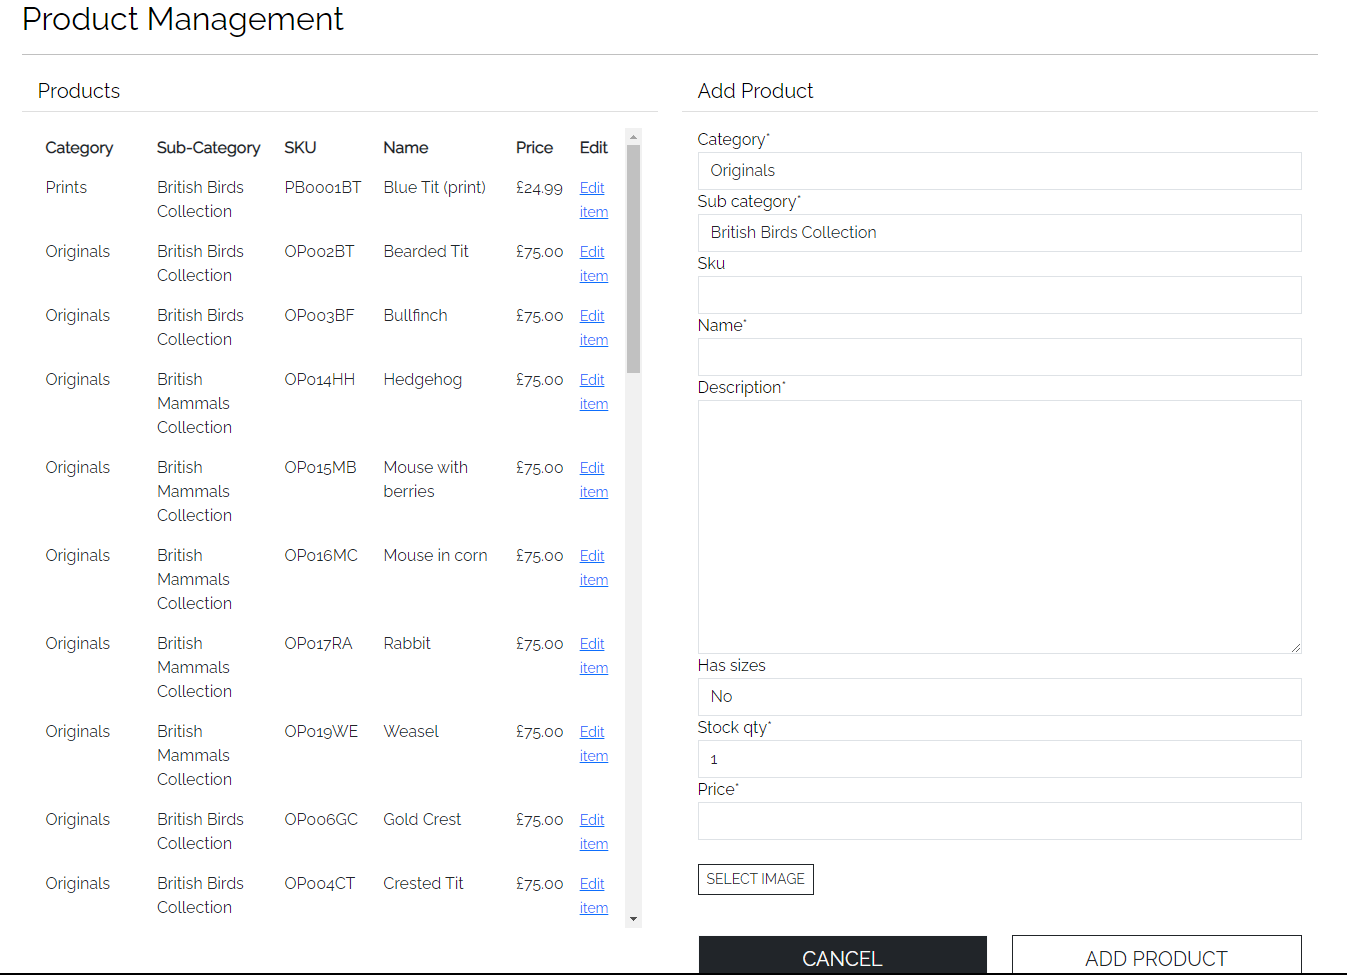 Product Management
Products
Category Sub-Category SKU Name Price Edit
Prints British Birds PB0001BT Blue Tit (print) £24.99 Edit
Collection item
Originals British Birds OP002BT Bearded Tit £75.00 Edit
Collection item
Originals British Birds OP003BF Bullfinch £75.00 Edit
Collection item
Originals British OP014HH Hedgehog £75.00 Edit
Mammals item
Collection
Originals British OP015MB Mouse with £75.00 Edit
Mammals berries item
Collection
Originals British OP016MC Mouse in corn £75.00 Edit
Mammals item
Collection
Originals British OP017RA Rabbit £75.00 Edit
Mammals item
Collection
Originals British OP019WE Weasel £75.00 Edit
Mammals item
Collection
Originals British Birds OP006GC Gold Crest £75.00 Edit
Collection item
Originals British Birds OP004CT Crested Tit £75.00 Edit
Collection item
Add Product
Category*
Originals
Sub category*
British Birds Collection
Sku
Name*
Description*
Has sizes
No
Stock qty*
1
Price*
SELECT IMAGE
CANCEL ADD PRODUCT